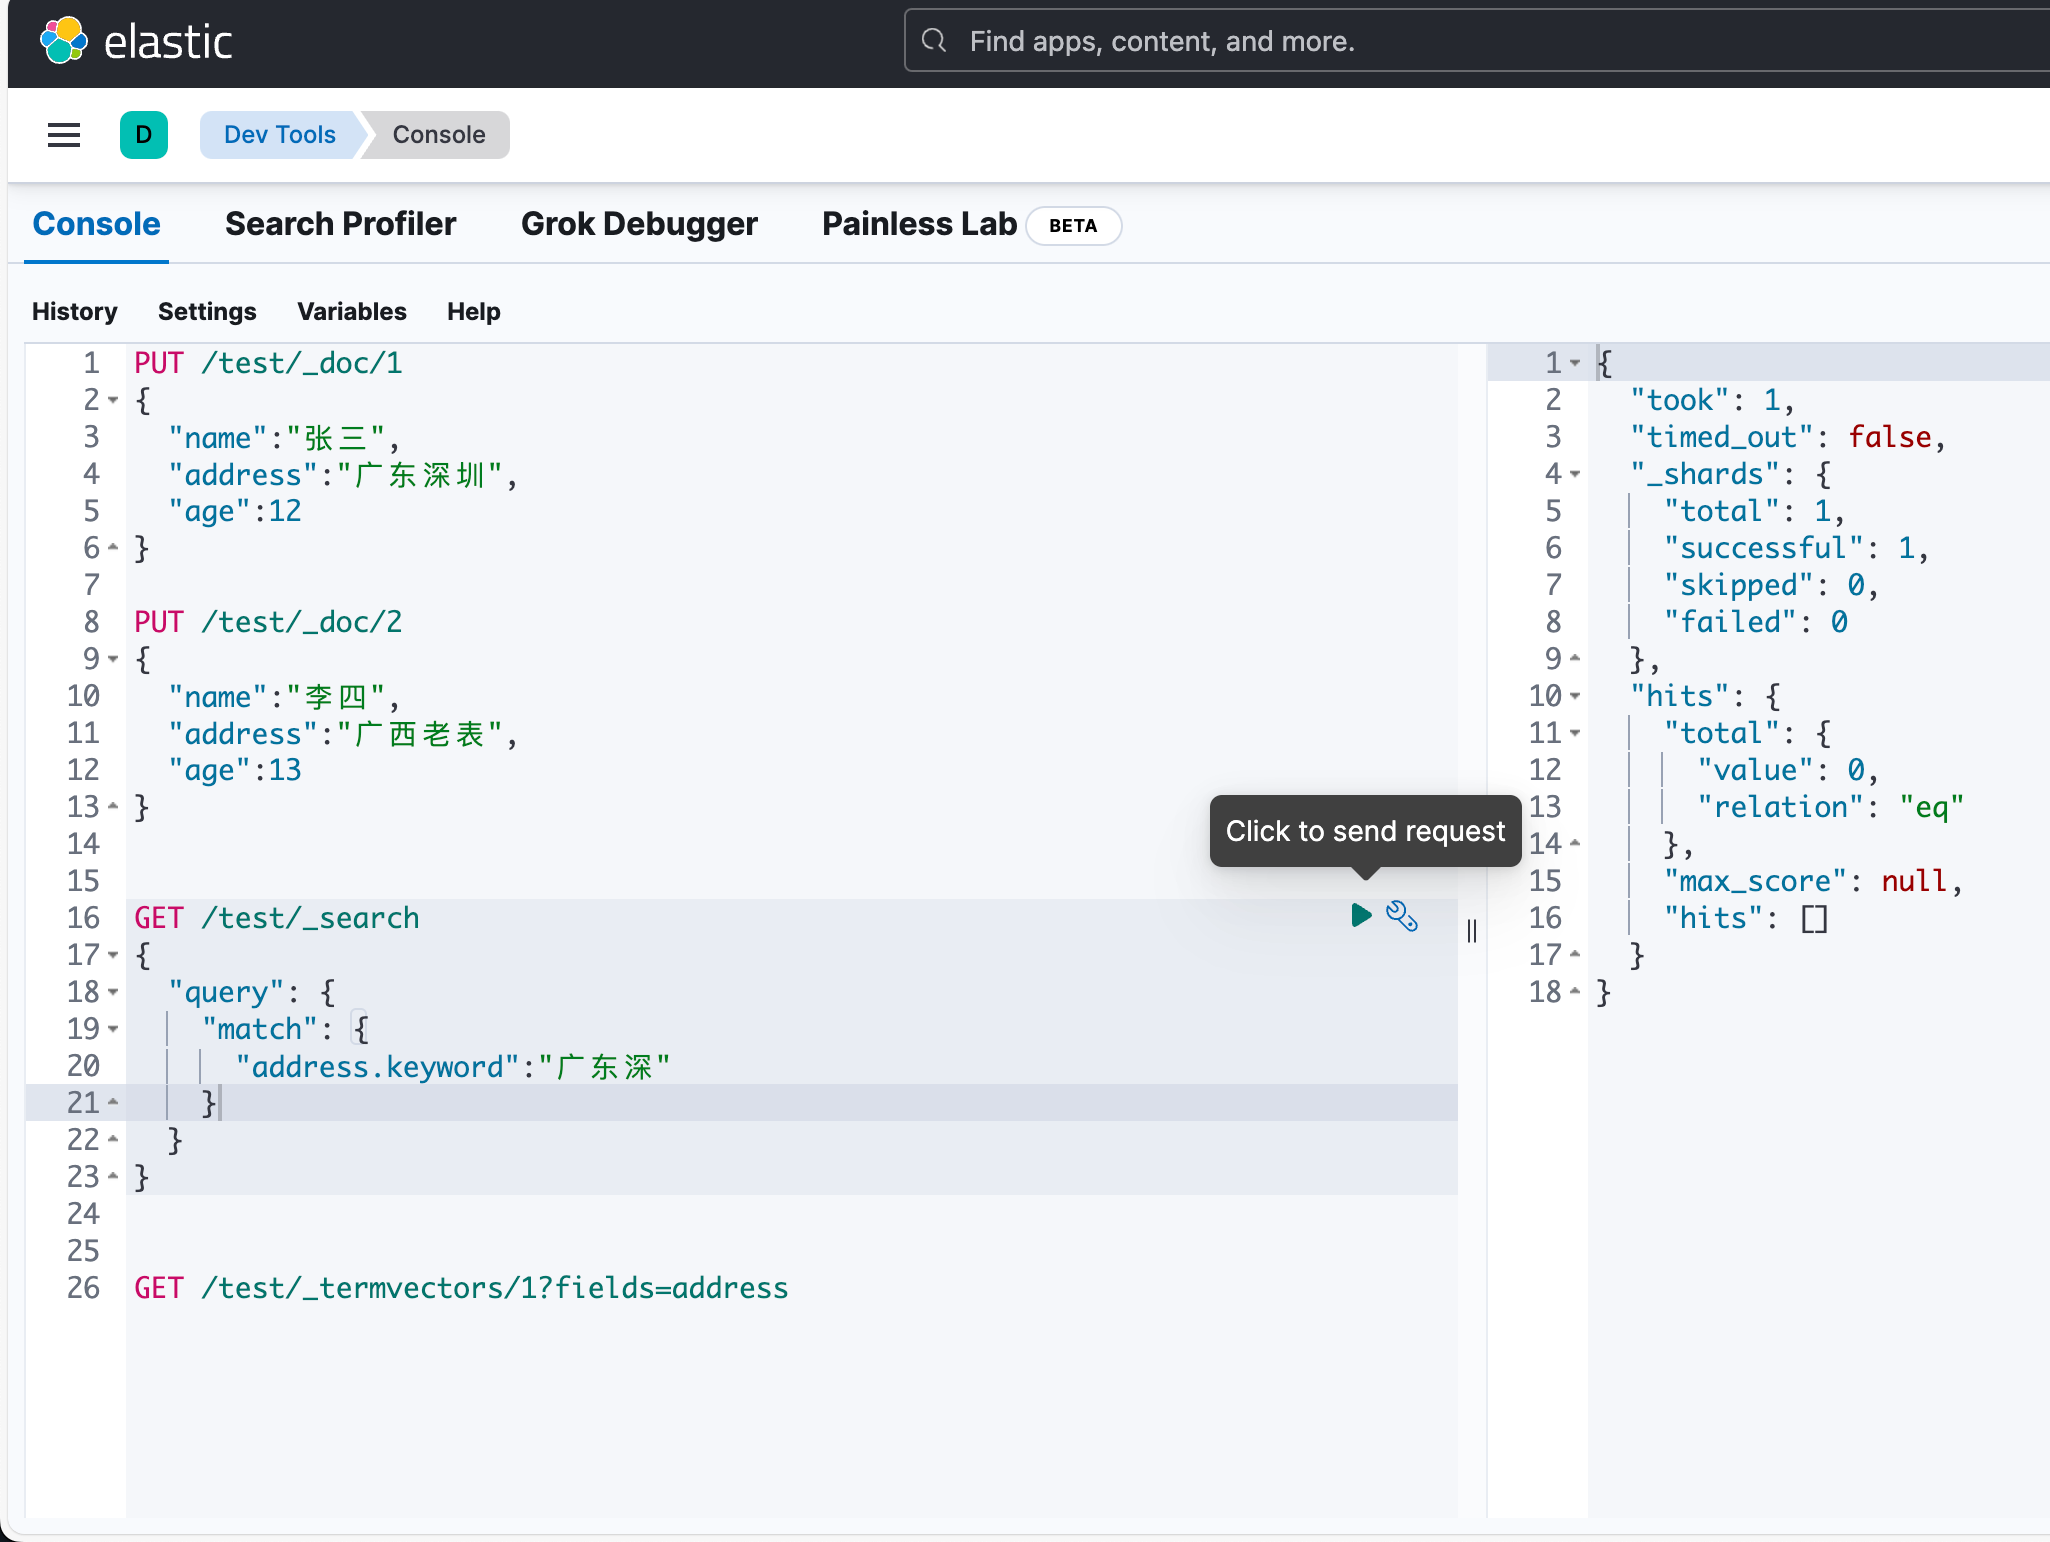 elastic
Find apps, content, and more.
D
Dev Tools
Console
Console
Search Profiler
Grok Debugger
Painless Lab
BETA
History
Settings
Variables
Help
1 PUT /test/_doc/1
2 {
3 "name":"张三",
4 "address":"广东深圳",
5 "age":12
6 }
7
8 PUT /test/_doc/2
9 {
10 "name":"李四",
11 "address":"广西老表",
12 "age":13
13 }
14
15
16 GET /test/_search
17 {
18 "query": {
19 "match": {
20 "address.keyword":"广东深"
21 }
22 }
23 }
24
25
26 GET /test/_termvectors/1?fields=address
Click to send request
1 {
2 "took": 1,
3 "timed_out": false,
4 "_shards": {
5 "total": 1,
6 "successful": 1,
7 "skipped": 0,
8 "failed": 0
9 },
10 "hits": {
11 "total": {
12 "value": 0,
13 "relation": "eq"
14 },
15 "max_score": null,
16 "hits": []
17 }
18 }